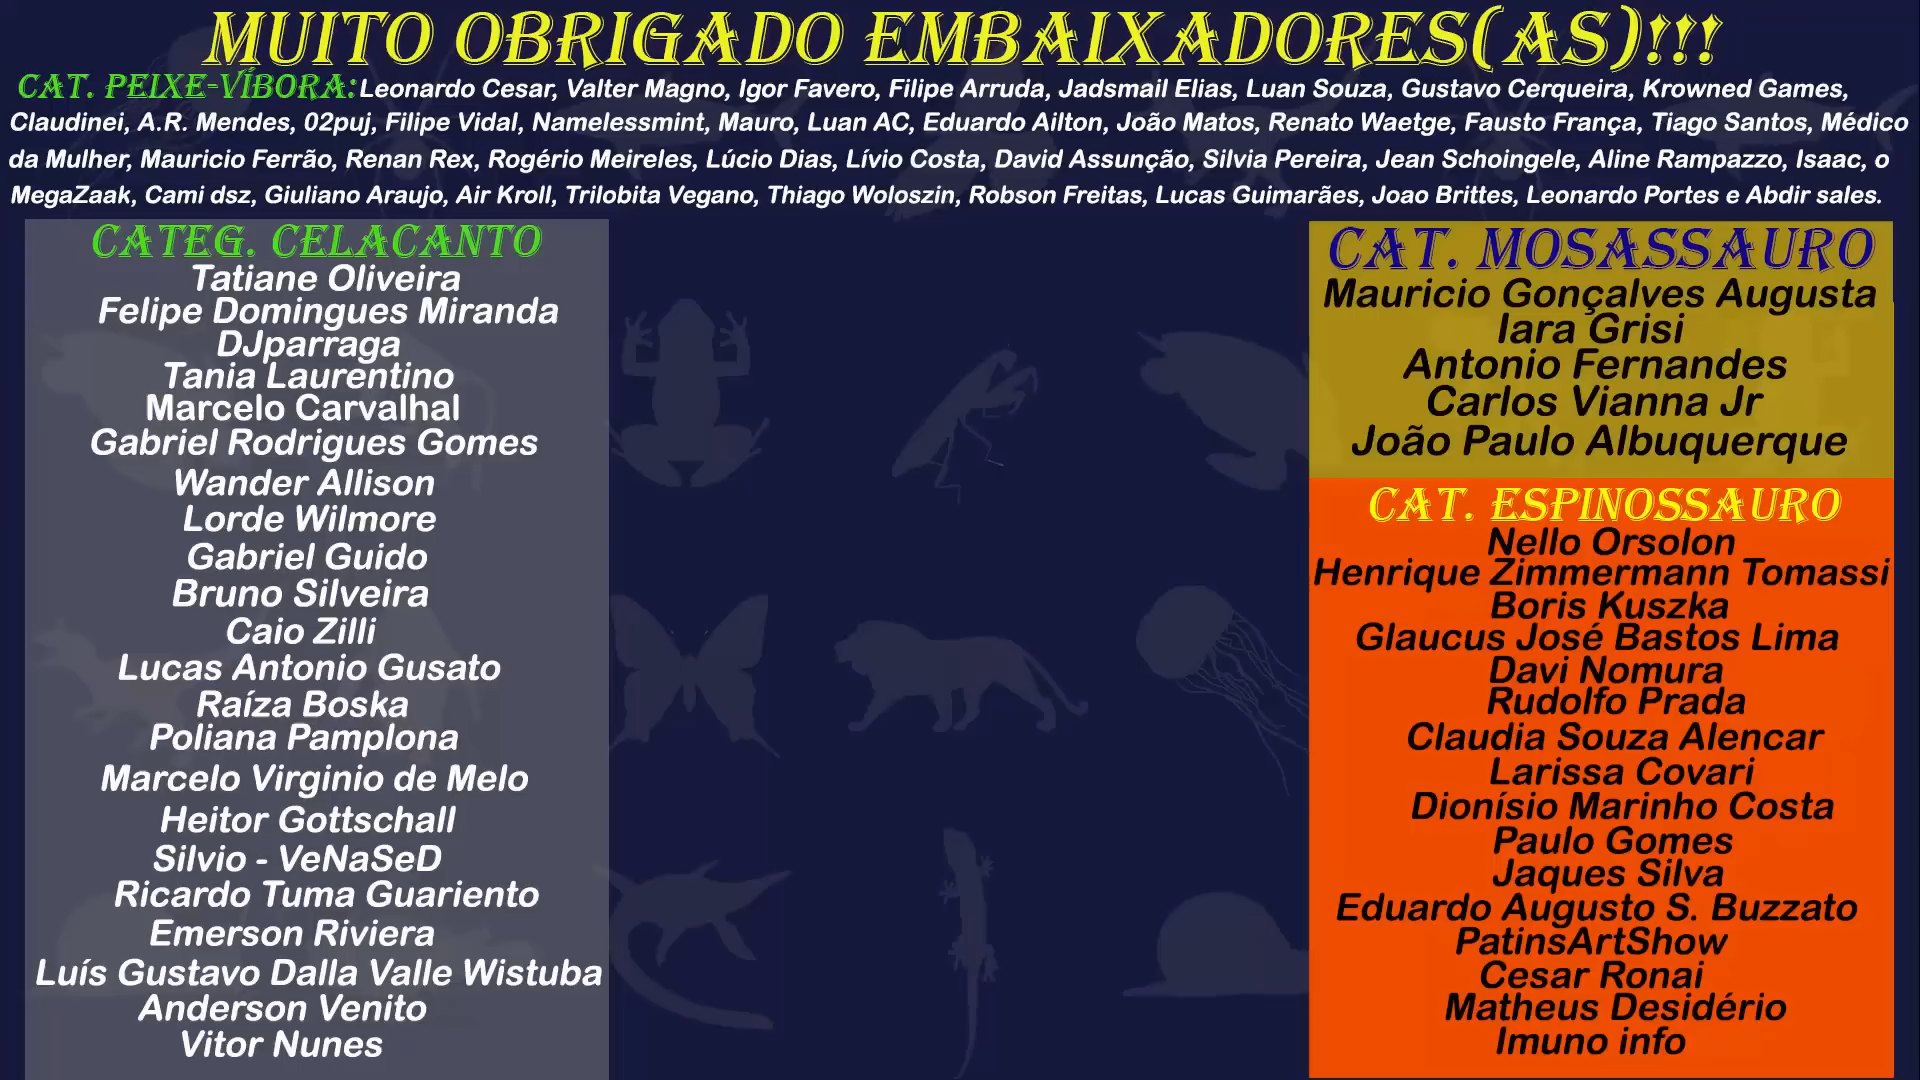 MUITO OBRIGADO EMBAIXADORES(AS)!!!
CAT. PEIXE-VÍBORA: Leonardo Cesar, Valter Magno, Igor Favero, Filipe Arruda, Jadsmail Elias, Luan Souza, Gustavo Cerqueira, Krowned Games,
Claudinei, A.R. Mendes, 02puj, Filipe Vidal, Namelessmint, Mauro, Luan AC, Eduardo Ailton, João Matos, Renato Waetge, Fausto França, Tiago Santos, Médico
da Mulher, Mauricio Ferrão, Renan Rex, Rogério Meireles, Lúcio Dias, Lívio Costa, David Assunção, Silvia Pereira, Jean Schoingele, Aline Rampazzo, Isaac, o
MegaZaak, Cami dsz, Giuliano Araujo, Air Kroll, Trilobita Vegano, Thiago Woloszin, Robson Freitas, Lucas Guimarães, Joao Brittes, Leonardo Portes e Abdir sales.
CATEG. CELACANTO
Tatiane Oliveira
Felipe Domingues Miranda
DJparraga
Tania Laurentino
Marcelo Carvalhal
Gabriel Rodrigues Gomes
Wander Allison
Lorde Wilmore
Gabriel Guido
Bruno Silveira
Caio Zilli
Lucas Antonio Gusato
Raíza Boska
Poliana Pamplona
Marcelo Virginio de Melo
Heitor Gottschall
Silvio - VeNaSeD
Ricardo Tuma Guariento
Emerson Riviera
Luís Gustavo Dalla Valle Wistuba
Anderson Venito
Vitor Nunes
CAT. MOSASSAURO
Mauricio Gonçalves Augusta
Iara Grisi
Antonio Fernandes
Carlos Vianna Jr
João Paulo Albuquerque
CAT. ESPINOSSAURO
Nello Orsolon
Henrique Zimmermann Tomassi
Boris Kuszka
Glaucus José Bastos Lima
Davi Nomura
Rudolfo Prada
Claudia Souza Alencar
Larissa Covari
Dionísio Marinho Costa
Paulo Gomes
Jaques Silva
Eduardo Augusto S. Buzzato
PatinsArtShow
Cesar Ronai
Matheus Desidério
Imuno info